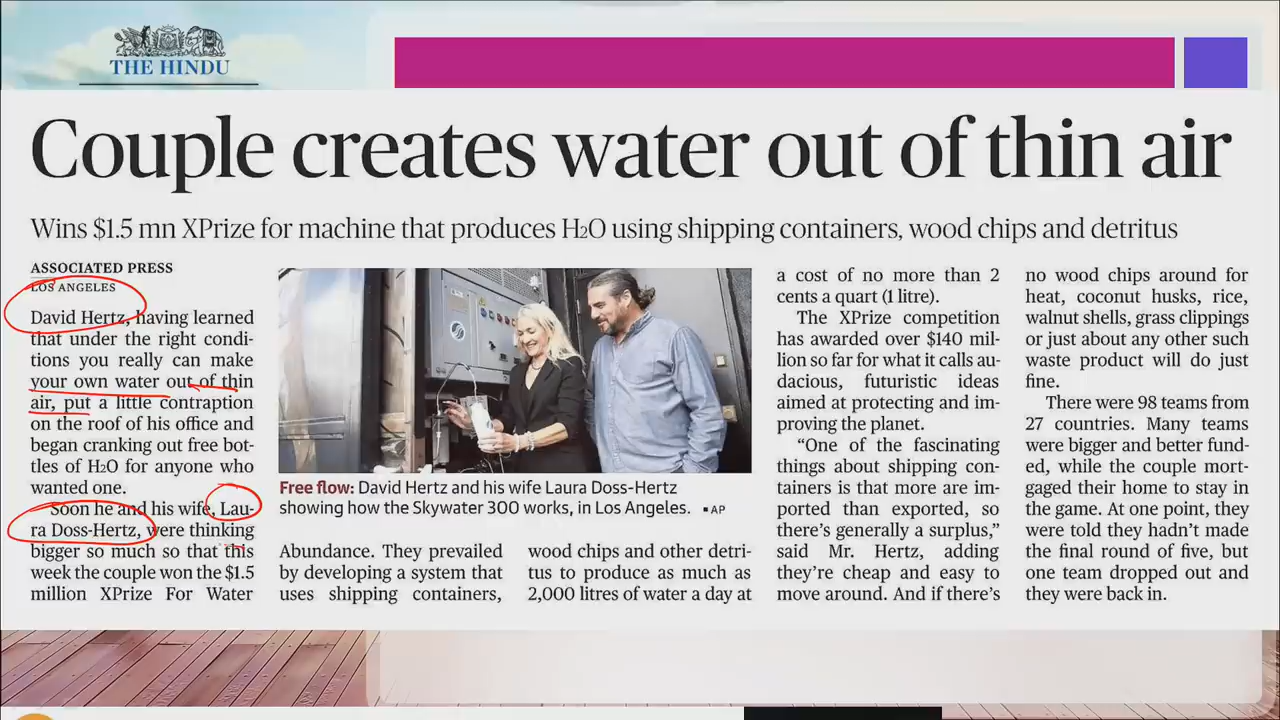 THE HINDU
Couple creates water out of thin air
Wins $1.5 mn XPrize for machine that produces H2O using shipping containers, wood chips and detritus
ASSOCIATED PRESS
LOS ANGELES
David Hertz, having learned
that under the right condi-
tions you really can make
your own water out of thin
air, put a little contraption
on the roof of his office and
began cranking out free bot-
tles of H2O for anyone who
wanted one.
Soon he and his wife, Lau-
ra Doss-Hertz, were thinking
bigger so much so that this
week the couple won the $1.5
million XPrize For Water
Free flow: David Hertz and his wife Laura Doss-Hertz
showing how the Skywater 300 works, in Los Angeles. ▪AP
Abundance. They prevailed
by developing a system that
uses shipping containers,
wood chips and other detri-
tus to produce as much as
2,000 litres of water a day at
a cost of no more than 2
cents a quart (1 litre).
The XPrize competition
has awarded over $140 mil-
lion so far for what it calls au-
dacious, futuristic ideas
aimed at protecting and im-
proving the planet.
“One of the fascinating
things about shipping con-
tainers is that more are im-
ported than exported, so
there’s generally a surplus,”
said Mr. Hertz, adding
they’re cheap and easy to
move around. And if there’s
no wood chips around for
heat, coconut husks, rice,
walnut shells, grass clippings
or just about any other such
waste product will do just
fine.
There were 98 teams from
27 countries. Many teams
were bigger and better fund-
ed, while the couple mort-
gaged their home to stay in
the game. At one point, they
were told they hadn’t made
the final round of five, but
one team dropped out and
they were back in.